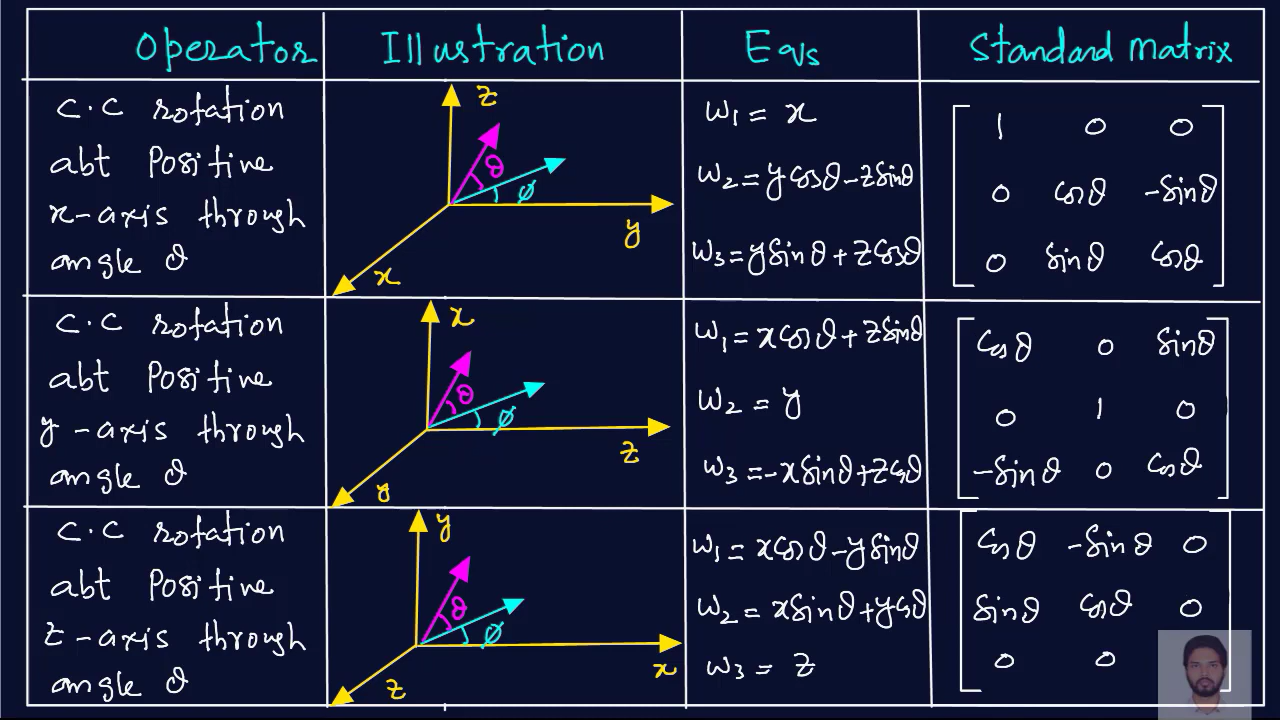 Operator Illustration Eqs Standard Matrix
C.C rotation
abt Positive
x-axis through
angle θ
z
θ
φ
y
x
w₁ = x
w₂ = y cosθ - z sinθ
w₃ = y sinθ + z cosθ
1 0 0
0 cosθ -sinθ
0 sinθ cosθ
C.C rotation
abt Positive
y-axis through
angle θ
x
θ
φ
z
y
w₁ = x cosθ + z sinθ
w₂ = y
w₃ = -x sinθ + z cosθ
cosθ 0 sinθ
0 1 0
-sinθ 0 cosθ
C.C rotation
abt Positive
z-axis through
angle θ
y
θ
φ
x
z
w₁ = x cosθ - y sinθ
w₂ = x sinθ + y cosθ
w₃ = z
cosθ -sinθ 0
sinθ cosθ 0
0 0